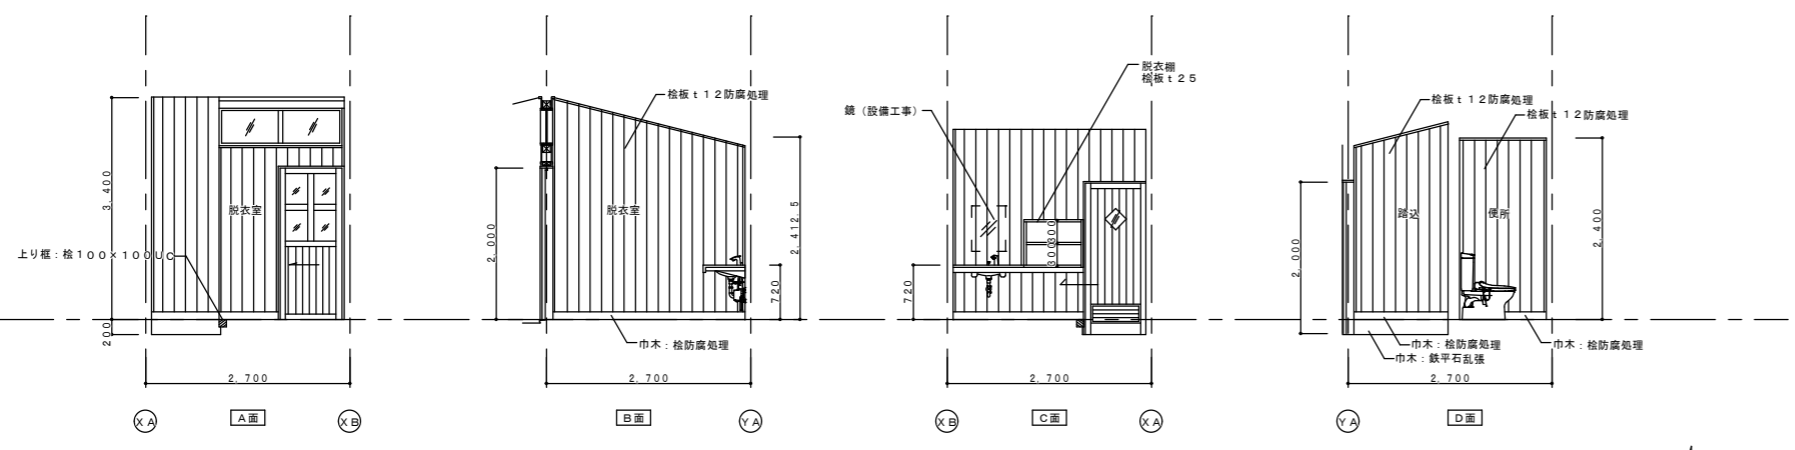 3,400
200
上り框：桧１００×１００ＵＣ
脱衣室
2,700
ＸＡ
Ａ面
ＸＢ
桧板ｔ１２防腐処理
脱衣室
2,000
2,412.5
720
巾木：桧防腐処理
2,700
Ｂ面
ＹＡ
脱衣棚
桧板ｔ２５
鏡（設備工事）
300
300
720
2,700
ＸＢ
Ｃ面
ＸＡ
桧板ｔ１２防腐処理
桧板ｔ１２防腐処理
踏込
便所
2,000
2,400
巾木：桧防腐処理
巾木：鉄平石乱張
巾木：桧防腐処理
2,700
ＹＡ
Ｄ面